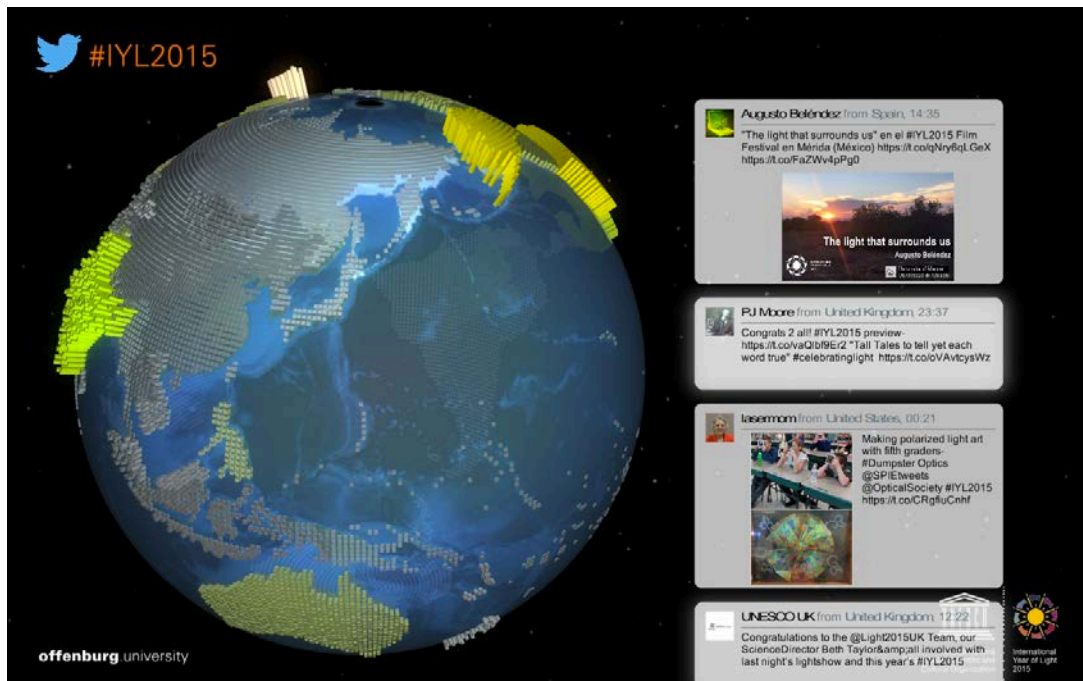 #IYL2015
Augusto Beléndez from Spain, 14:35
"The light that surrounds us" en el #IYL2015 Film
Festival en Mérida (México) https://t.co/qNry6qLGeX
https://t.co/FaZWv4pPg0
The light that surrounds us
Augusto Beléndez
PJ Moore from United Kingdom, 23:37
Congrats 2 all! #IYL2015 preview-
https://t.co/vaQlbf9Er2 "Tall Tales to tell yet each
word true" #celebratinglight https://t.co/oVAvtcysWz
lasermom from United States, 00:21
Making polarized light art
with fifth graders-
#Dumpster Optics
@SPIEtweets
@OpticalSociety #IYL2015
https://t.co/CRgfiuCnhf
UNESCO UK from United Kingdom, 12:22
Congratulations to the @Light2015UK Team, our
ScienceDirector Beth Taylor&amp;all involved with
last night's lightshow and this year's #IYL2015
International
Year of Light
2015
offenburg.university